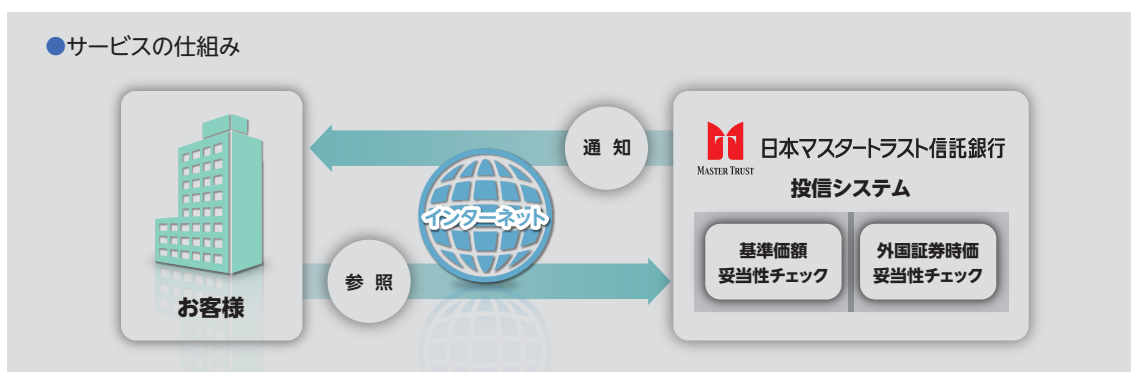 ●サービスの仕組み
通知
MASTER TRUST
日本マスタートラスト信託銀行
投信システム
インターネット
基準価額
妥当性チェック
外国証券時価
妥当性チェック
参照
お客様